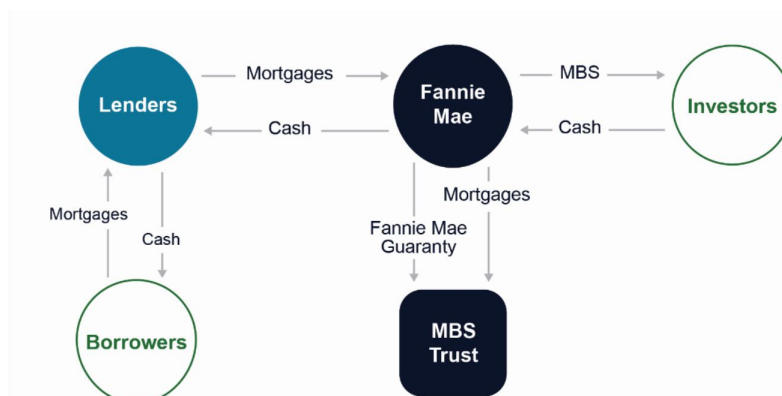 Mortgages
MBS
Lenders
Fannie
Mae
Investors
Cash
Cash
Mortgages
Mortgages
Cash
Fannie Mae
Guaranty
Borrowers
MBS
Trust